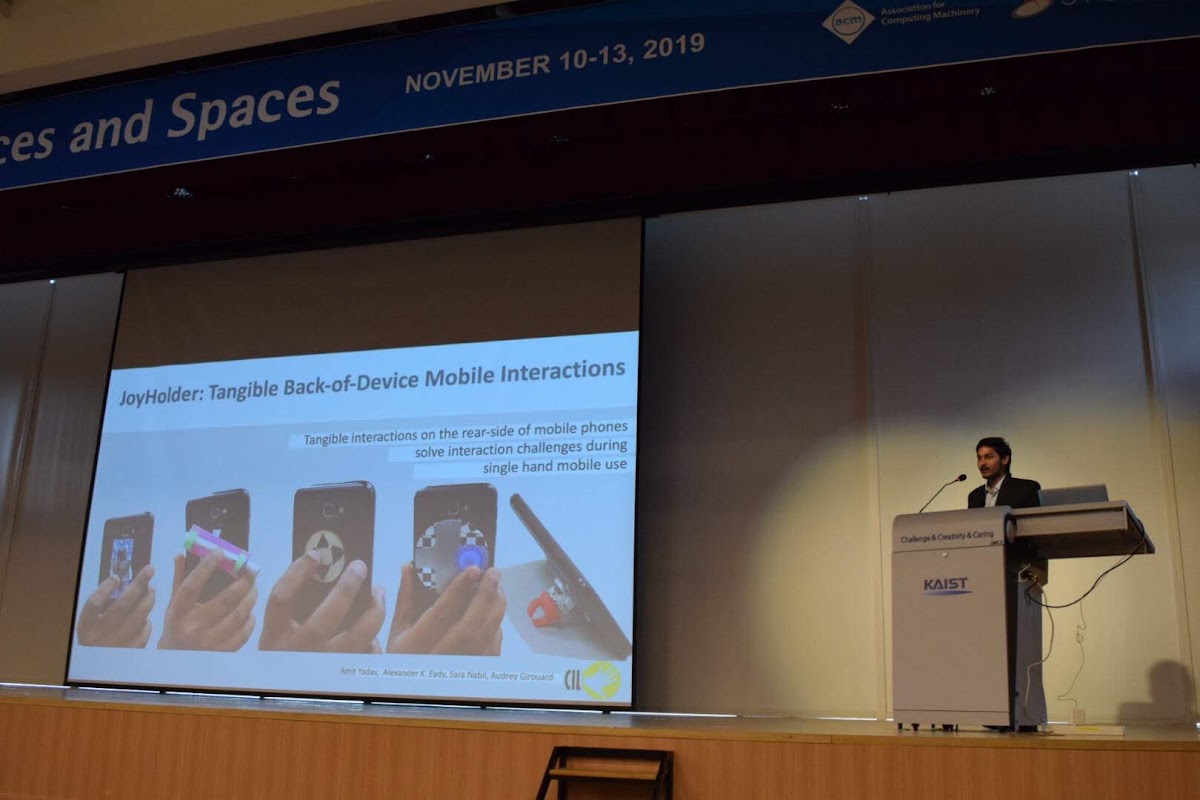 ces and Spaces
NOVEMBER 10-13, 2019
acm
Association for
Computing Machinery
JoyHolder: Tangible Back-of-Device Mobile Interactions
Tangible interactions on the rear-side of mobile phones
solve interaction challenges during
single hand mobile use
Amit Yadav, Alexander K. Eady, Sara Nabil, Audrey Girouard
CIL
Challenge & Creativity & Caring
KAIST